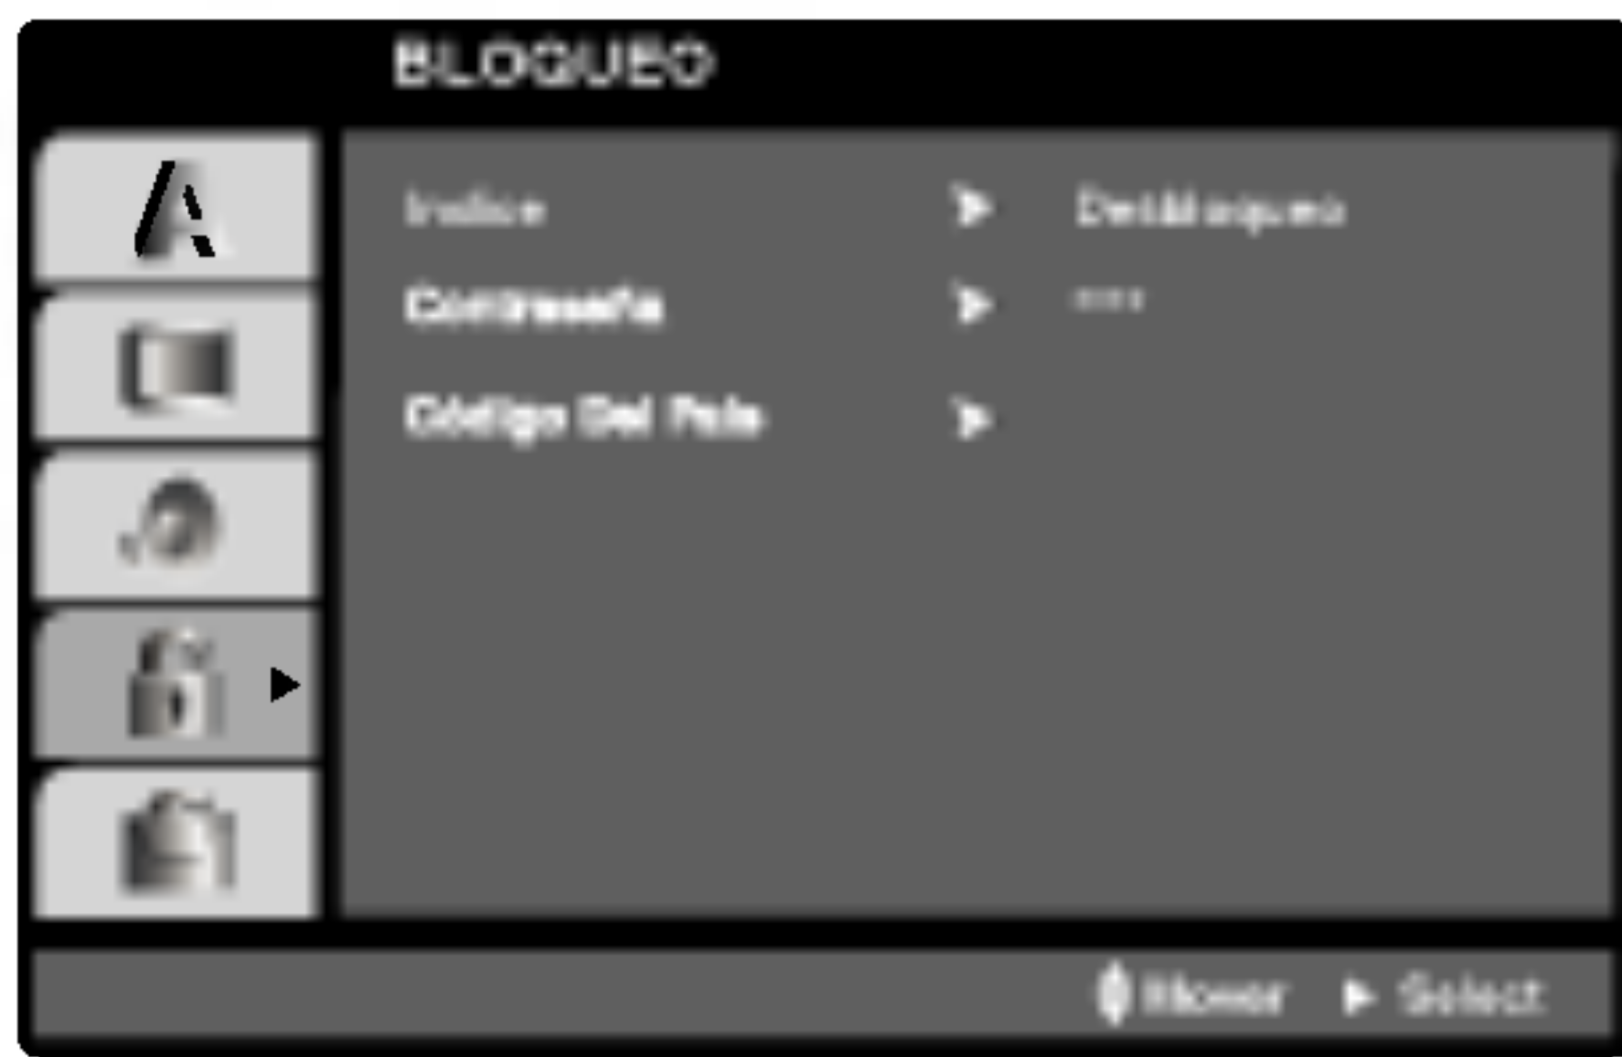 BLOQUEO
Indice ► Desbloqueo
Contraseña ►
Código Del País ►
Mover ► Select